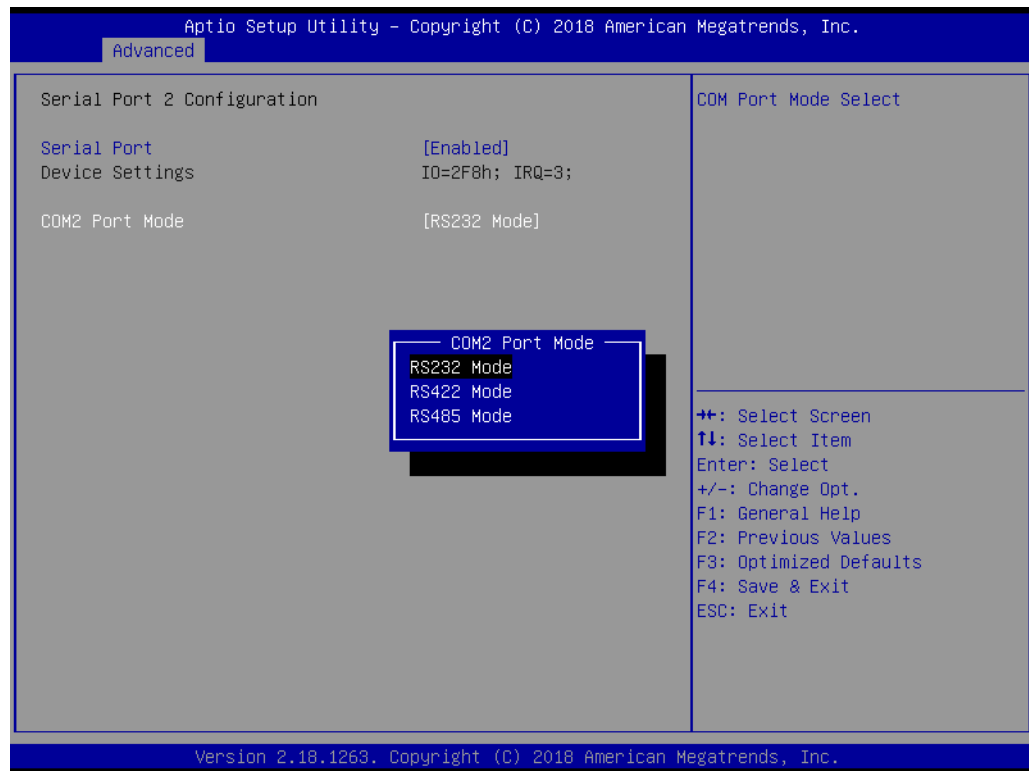 Aptio Setup Utility – Copyright (C) 2018 American Megatrends, Inc.
Advanced
Serial Port 2 Configuration
Serial Port [Enabled]
Device Settings IO=2F8h; IRQ=3;
COM2 Port Mode [RS232 Mode]
COM2 Port Mode
RS232 Mode
RS422 Mode
RS485 Mode
COM Port Mode Select
→←: Select Screen
↑↓: Select Item
Enter: Select
+/-: Change Opt.
F1: General Help
F2: Previous Values
F3: Optimized Defaults
F4: Save & Exit
ESC: Exit
Version 2.18.1263. Copyright (C) 2018 American Megatrends, Inc.